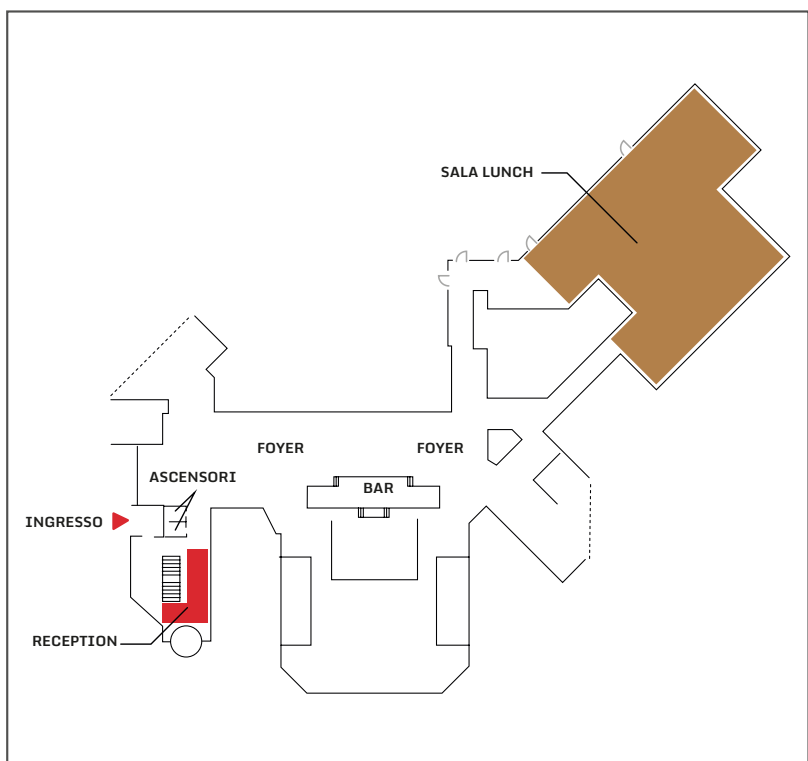 SALA LUNCH
FOYER
FOYER
ASCENSORI
BAR
INGRESSO
RECEPTION